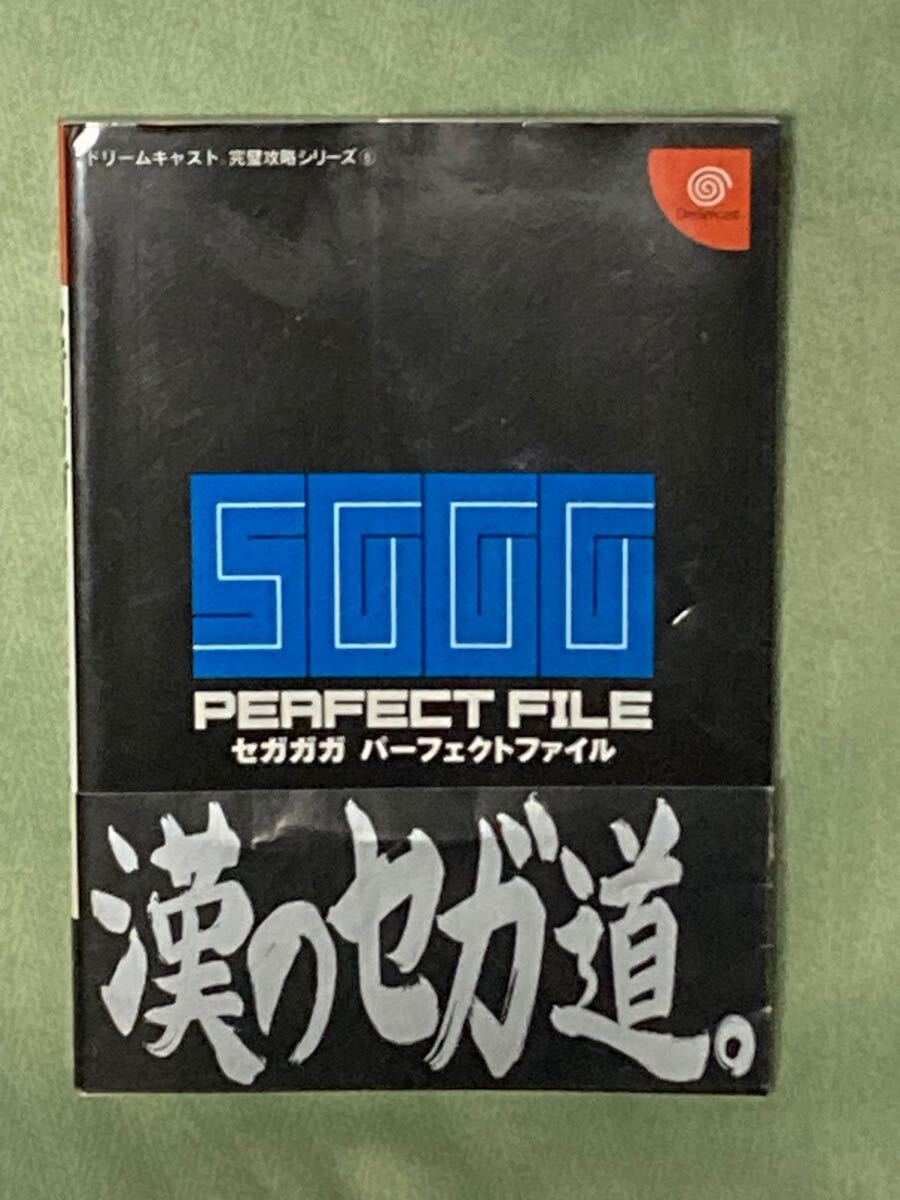 ドリームキャスト 完璧攻略シリーズ
Dreamcast
SGGG
PERFECT FILE
セガガガ パーフェクトファイル
漢のセガ道。